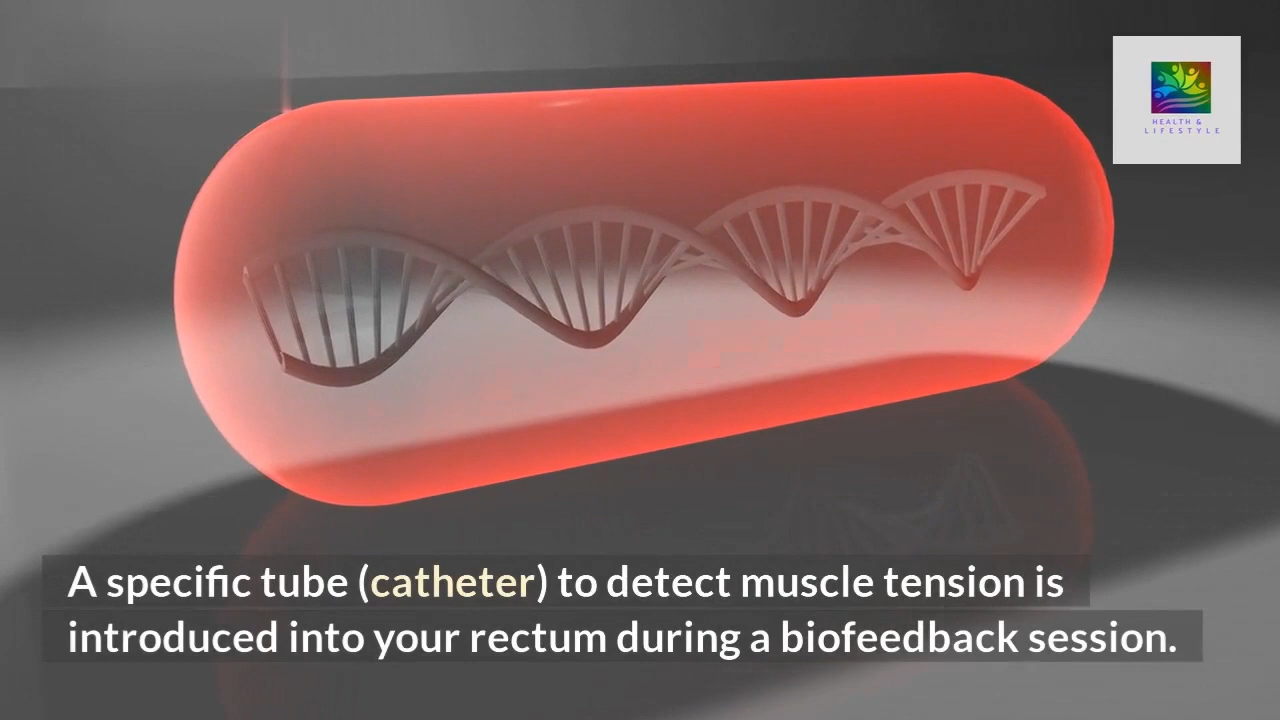 HEALTH &
LIFESTYLE
A specific tube (catheter) to detect muscle tension is
introduced into your rectum during a biofeedback session.